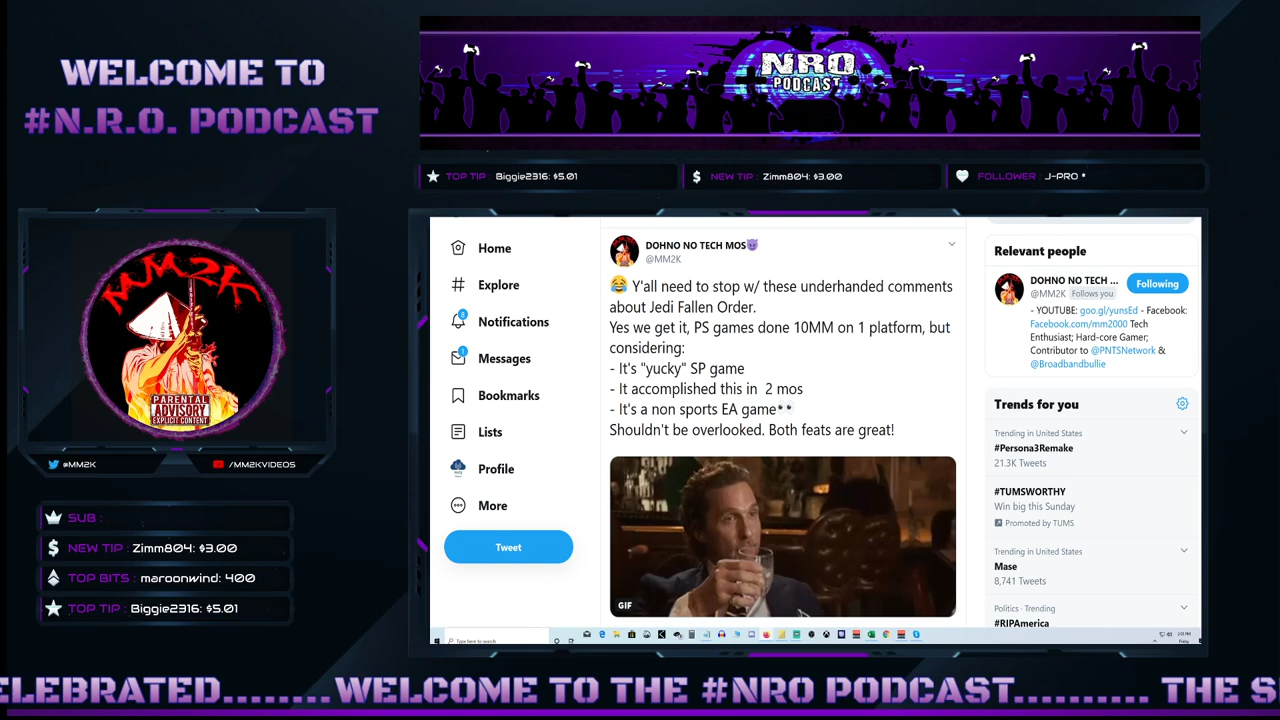 WELCOME TO
#N.R.O. PODCAST
NRO
PODCAST
TOP TIP : Biggie2316: $5.01
NEW TIP : Zimm804: $3.00
FOLLOWER : J-PRO *
MM2K
PARENTAL
ADVISORY
EXPLICIT CONTENT
@MM2K
/MM2KVIDEOS
SUB :
NEW TIP : Zimm804: $3.00
TOP BITS : maroonwind: 400
TOP TIP : Biggie2316: $5.01
Home
Explore
8
Notifications
1
Messages
Bookmarks
Lists
Profile
More
Tweet
DOHNO NO TECH MOS😈
@MM2K
😂 Y'all need to stop w/ these underhanded comments
about Jedi Fallen Order.
Yes we get it, PS games done 10MM on 1 platform, but
considering:
- It's "yucky" SP game
- It accomplished this in 2 mos
- It's a non sports EA game👀
Shouldn't be overlooked. Both feats are great!
GIF
Relevant people
DOHNO NO TECH ...
@MM2K Follows you
Following
- YOUTUBE: goo.gl/yunsEd - Facebook:
Facebook.com/mm2000 Tech
Enthusiast; Hard-core Gamer;
Contributor to @PNTSNetwork &
@Broadbandbullie
Trends for you
Trending in United States
#Persona3Remake
21.3K Tweets
#TUMSWORTHY
Win big this Sunday
Promoted by TUMS
Trending in United States
Mase
8,741 Tweets
Politics · Trending
#RIPAmerica
Type here to search
ELEBRATED........WELCOME TO THE #NRO PODCAST.......... THE S